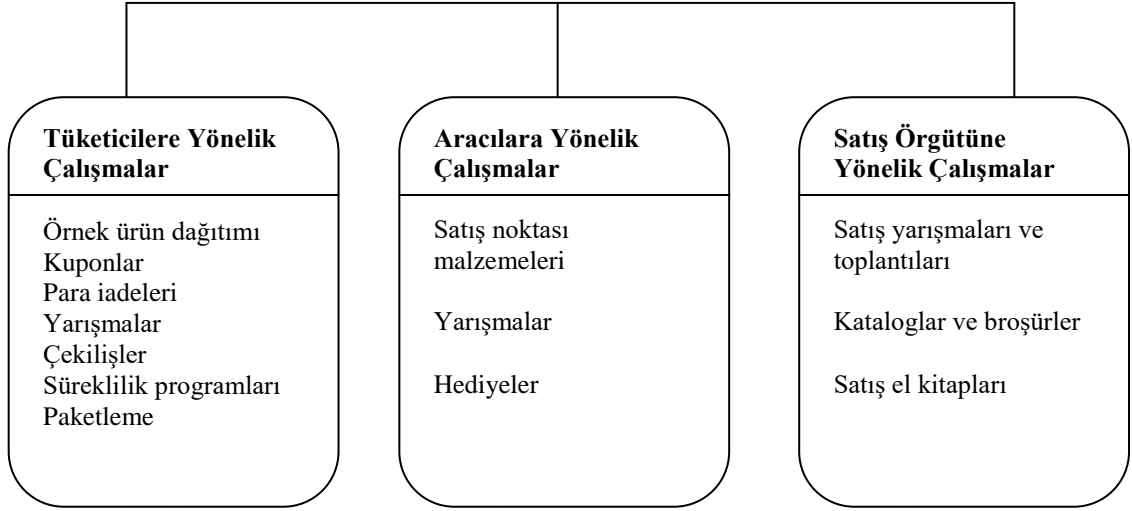 Tüketicilere Yönelik
Çalışmalar
Örnek ürün dağıtımı
Kuponlar
Para iadeleri
Yarışmalar
Çekilişler
Süreklilik programları
Paketleme
Aracılara Yönelik
Çalışmalar
Satış noktası
malzemeleri
Yarışmalar
Hediyeler
Satış Örgütüne
Yönelik Çalışmalar
Satış yarışmaları ve
toplantıları
Kataloglar ve broşürler
Satış el kitapları